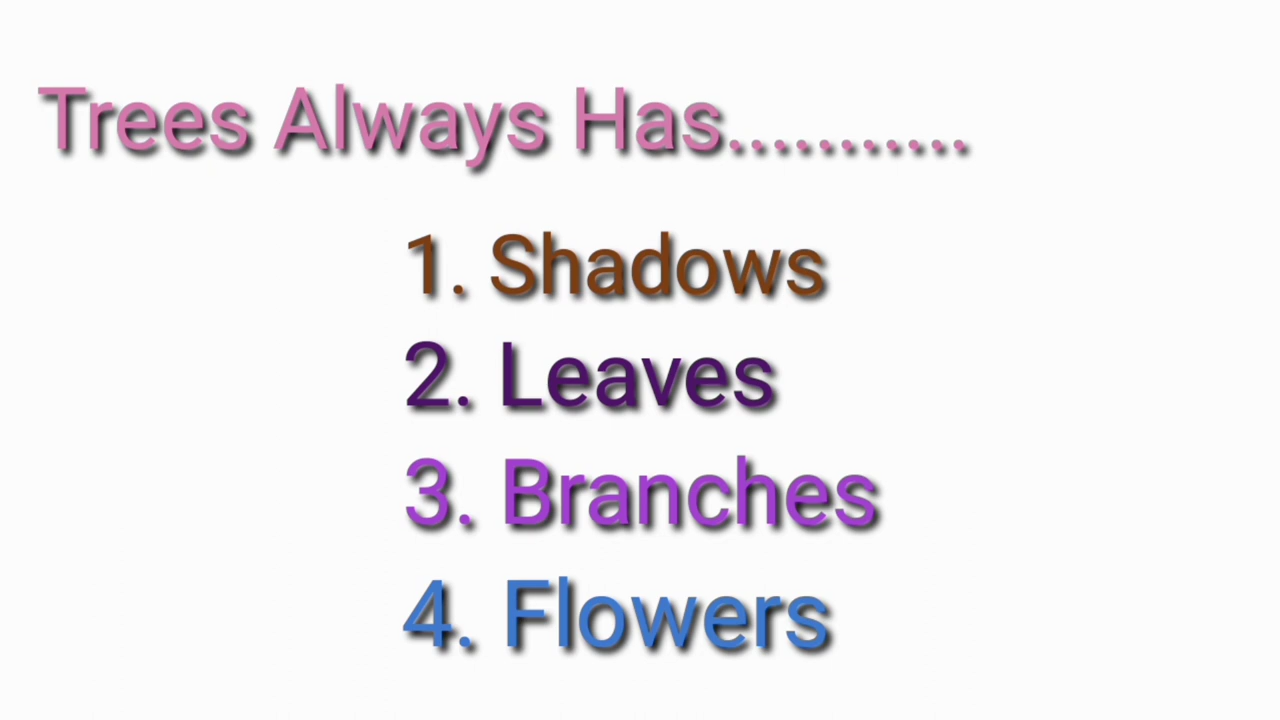 Trees Always Has...........
1. Shadows
2. Leaves
3. Branches
4. Flowers